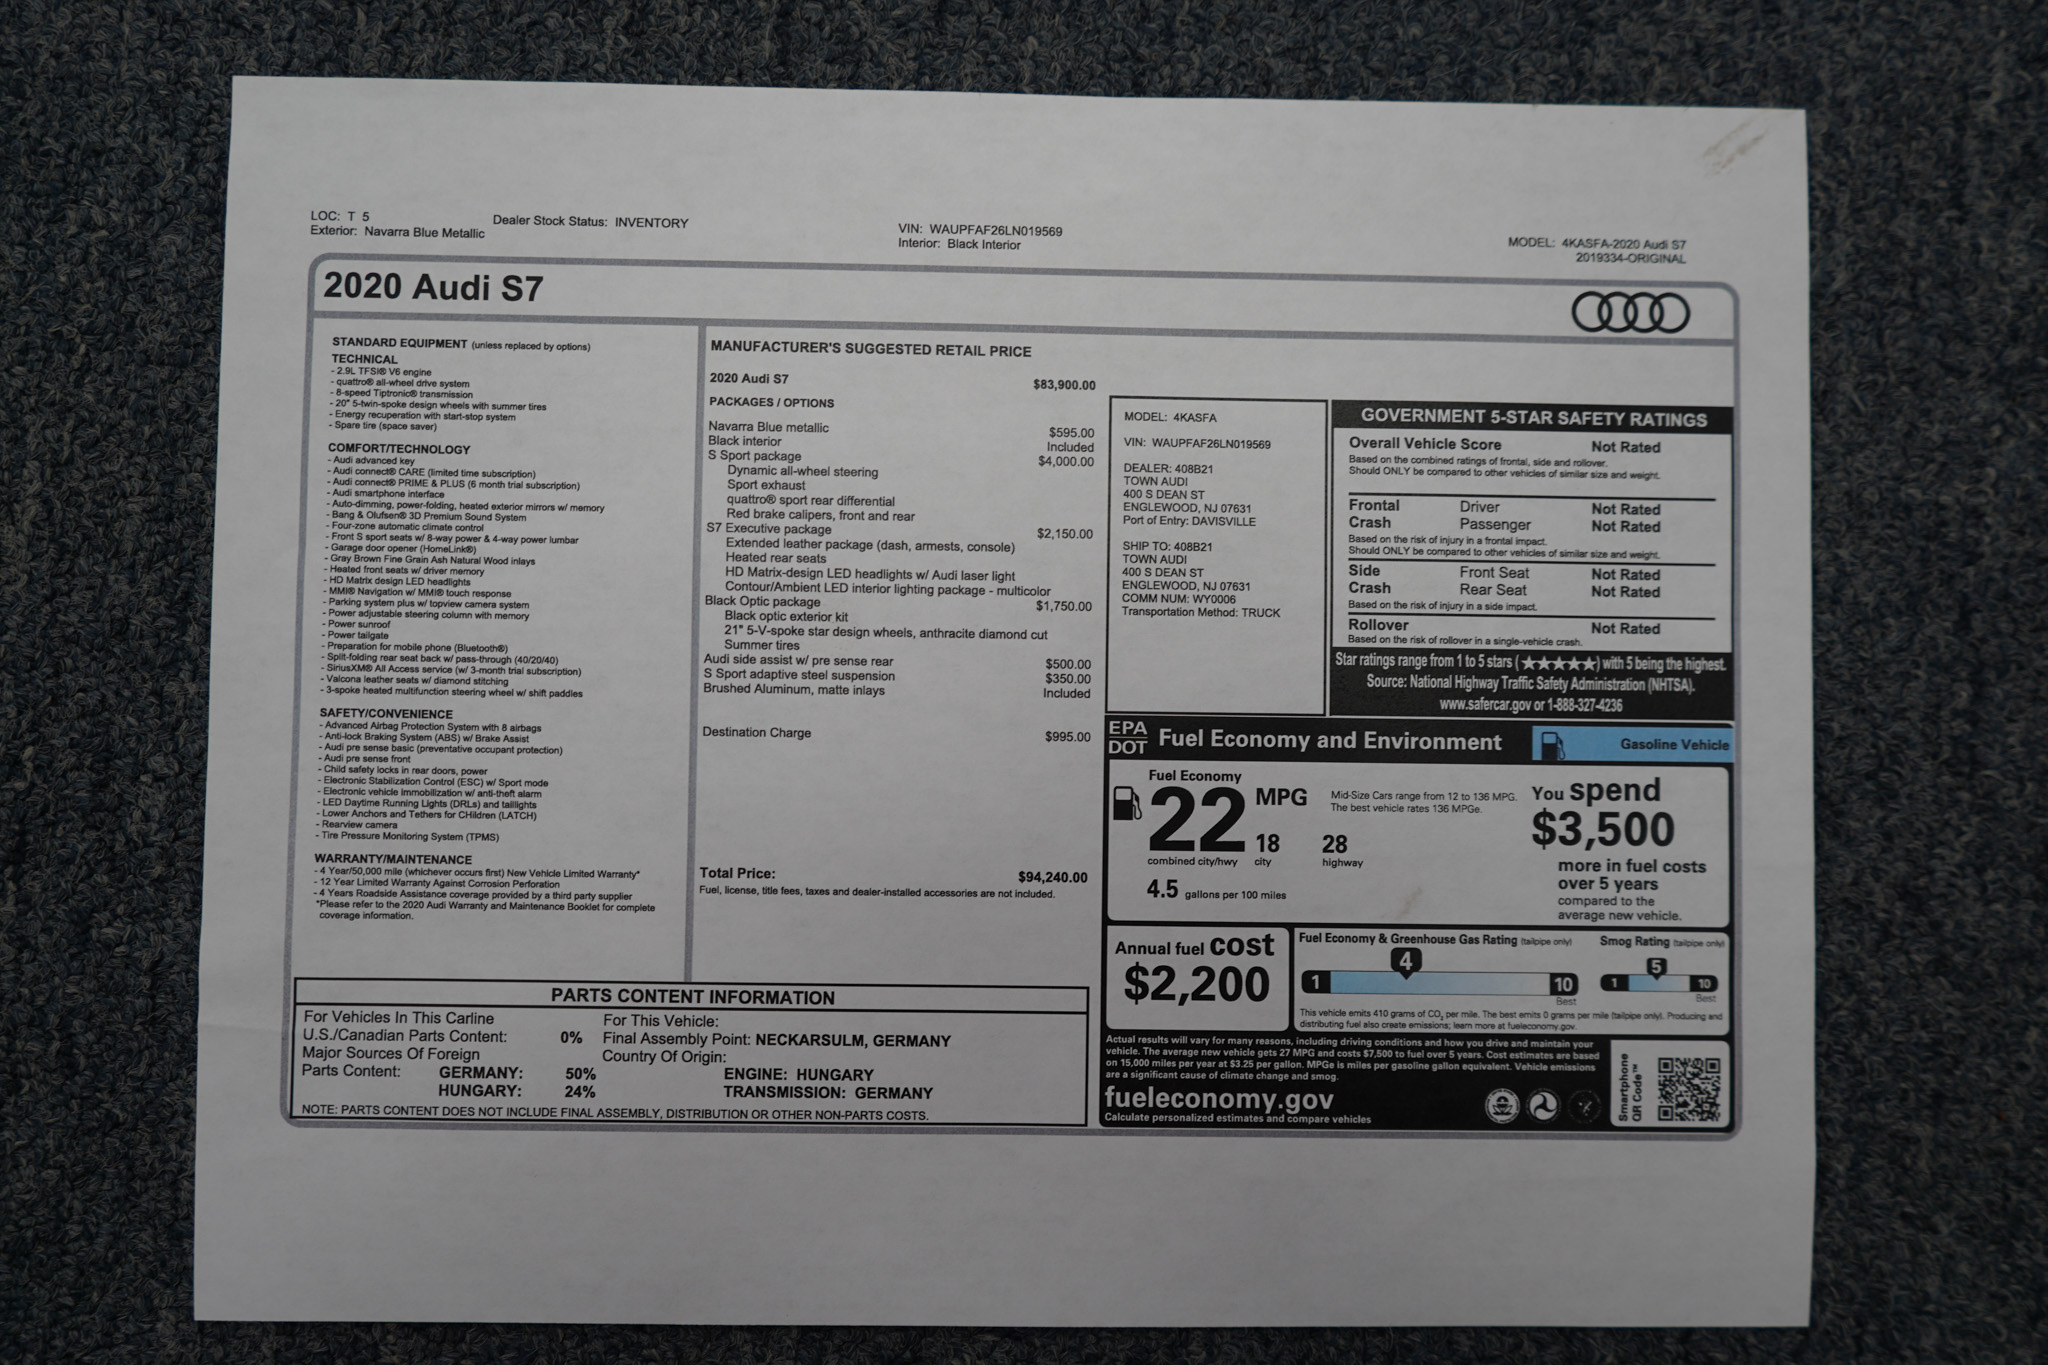 LOC: T 5
Exterior: Navarra Blue Metallic
Dealer Stock Status: INVENTORY
VIN: WAUPFAF26LN019569
Interior: Black Interior
MODEL: 4KASFA-2020 Audi S7
2019334-ORIGINAL
2020 Audi S7
STANDARD EQUIPMENT (unless replaced by options)
TECHNICAL
- 2.9L TFSI® V6 engine
- quattro® all-wheel drive system
- 8-speed Tiptronic® transmission
- 20" 5-twin-spoke design wheels with summer tires
- Energy recuperation with start-stop system
- Spare tire (space saver)
COMFORT/TECHNOLOGY
- Audi advanced key
- Audi connect® CARE (limited time subscription)
- Audi connect® PRIME & PLUS (6 month trial subscription)
- Audi smartphone interface
- Auto-dimming, power-folding, heated exterior mirrors w/ memory
- Bang & Olufsen® 3D Premium Sound System
- Four-zone automatic climate control
- Front S sport seats w/ 8-way power & 4-way power lumbar
- Garage door opener (HomeLink®)
- Gray Brown Fine Grain Ash Natural Wood inlays
- Heated front seats w/ driver memory
- HD Matrix design LED headlights
- MMI® Navigation w/ MMI® touch response
- Parking system plus w/ topview camera system
- Power adjustable steering column with memory
- Power sunroof
- Power tailgate
- Preparation for mobile phone (Bluetooth®)
- Split-folding rear seat back w/ pass-through (40/20/40)
- SiriusXM® All Access service (w/ 3-month trial subscription)
- Valcona leather seats w/ diamond stitching
- 3-spoke heated multifunction steering wheel w/ shift paddles
SAFETY/CONVENIENCE
- Advanced Airbag Protection System with 8 airbags
- Anti-lock Braking System (ABS) w/ Brake Assist
- Audi pre sense basic (preventative occupant protection)
- Audi pre sense front
- Child safety locks in rear doors, power
- Electronic Stabilization Control (ESC) w/ Sport mode
- Electronic vehicle immobilization w/ anti-theft alarm
- LED Daytime Running Lights (DRLs) and taillights
- Lower Anchors and Tethers for CHildren (LATCH)
- Rearview camera
- Tire Pressure Monitoring System (TPMS)
WARRANTY/MAINTENANCE
- 4 Year/50,000 mile (whichever occurs first) New Vehicle Limited Warranty*
- 12 Year Limited Warranty Against Corrosion Perforation
- 4 Years Roadside Assistance coverage provided by a third party supplier
*Please refer to the 2020 Audi Warranty and Maintenance Booklet for complete
coverage information.
MANUFACTURER'S SUGGESTED RETAIL PRICE
2020 Audi S7 $83,900.00
PACKAGES / OPTIONS
Navarra Blue metallic $595.00
Black interior Included
S Sport package $4,000.00
Dynamic all-wheel steering
Sport exhaust
quattro® sport rear differential
Red brake calipers, front and rear
S7 Executive package $2,150.00
Extended leather package (dash, armests, console)
Heated rear seats
HD Matrix-design LED headlights w/ Audi laser light
Contour/Ambient LED interior lighting package - multicolor
Black Optic package $1,750.00
Black optic exterior kit
21" 5-V-spoke star design wheels, anthracite diamond cut
Summer tires
Audi side assist w/ pre sense rear $500.00
S Sport adaptive steel suspension $350.00
Brushed Aluminum, matte inlays Included
Destination Charge $995.00
Total Price: $94,240.00
Fuel, license, title fees, taxes and dealer-installed accessories are not included.
MODEL: 4KASFA
VIN: WAUPFAF26LN019569
DEALER: 408B21
TOWN AUDI
400 S DEAN ST
ENGLEWOOD, NJ 07631
Port of Entry: DAVISVILLE
SHIP TO: 408B21
TOWN AUDI
400 S DEAN ST
ENGLEWOOD, NJ 07631
COMM NUM: WY0006
Transportation Method: TRUCK
GOVERNMENT 5-STAR SAFETY RATINGS
Overall Vehicle Score Not Rated
Based on the combined ratings of frontal, side and rollover.
Should ONLY be compared to other vehicles of similar size and weight.
Frontal Driver Not Rated
Crash Passenger Not Rated
Based on the risk of injury in a frontal impact.
Should ONLY be compared to other vehicles of similar size and weight.
Side Front Seat Not Rated
Crash Rear Seat Not Rated
Based on the risk of injury in a side impact.
Rollover Not Rated
Based on the risk of rollover in a single-vehicle crash.
Star ratings range from 1 to 5 stars (★★★★★) with 5 being the highest.
Source: National Highway Traffic Safety Administration (NHTSA).
www.safercar.gov or 1-888-327-4236
EPA
DOT
Fuel Economy and Environment
Gasoline Vehicle
Fuel Economy
22 MPG
combined city/hwy
18
city
28
highway
4.5 gallons per 100 miles
Mid-Size Cars range from 12 to 136 MPG.
The best vehicle rates 136 MPGe.
You spend
$3,500
more in fuel costs
over 5 years
compared to the
average new vehicle.
Annual fuel cost
$2,200
Fuel Economy & Greenhouse Gas Rating (tailpipe only)
4
1 10
Best
Smog Rating (tailpipe only)
5
1 10
Best
This vehicle emits 410 grams of CO2 per mile. The best emits 0 grams per mile (tailpipe only). Producing and
distributing fuel also create emissions; learn more at fueleconomy.gov.
Actual results will vary for many reasons, including driving conditions and how you drive and maintain your
vehicle. The average new vehicle gets 27 MPG and costs $7,500 to fuel over 5 years. Cost estimates are based
on 15,000 miles per year at $3.25 per gallon. MPGe is miles per gasoline gallon equivalent. Vehicle emissions
are a significant cause of climate change and smog.
fueleconomy.gov
Calculate personalized estimates and compare vehicles
Smartphone
QR Code™
PARTS CONTENT INFORMATION
For Vehicles In This Carline
U.S./Canadian Parts Content: 0%
Major Sources Of Foreign
Parts Content: GERMANY: 50%
HUNGARY: 24%
For This Vehicle:
Final Assembly Point: NECKARSULM, GERMANY
Country Of Origin:
ENGINE: HUNGARY
TRANSMISSION: GERMANY
NOTE: PARTS CONTENT DOES NOT INCLUDE FINAL ASSEMBLY, DISTRIBUTION OR OTHER NON-PARTS COSTS.